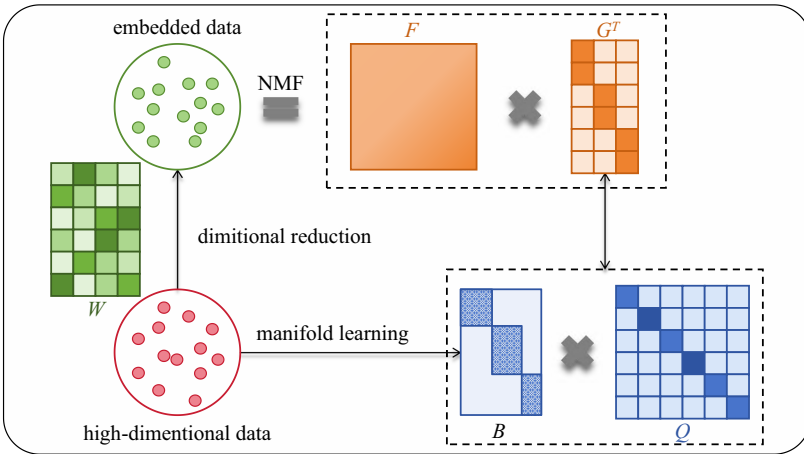 embedded data
F
G^T
NMF
W
dimitional reduction
manifold learning
high-dimentional data
B
Q